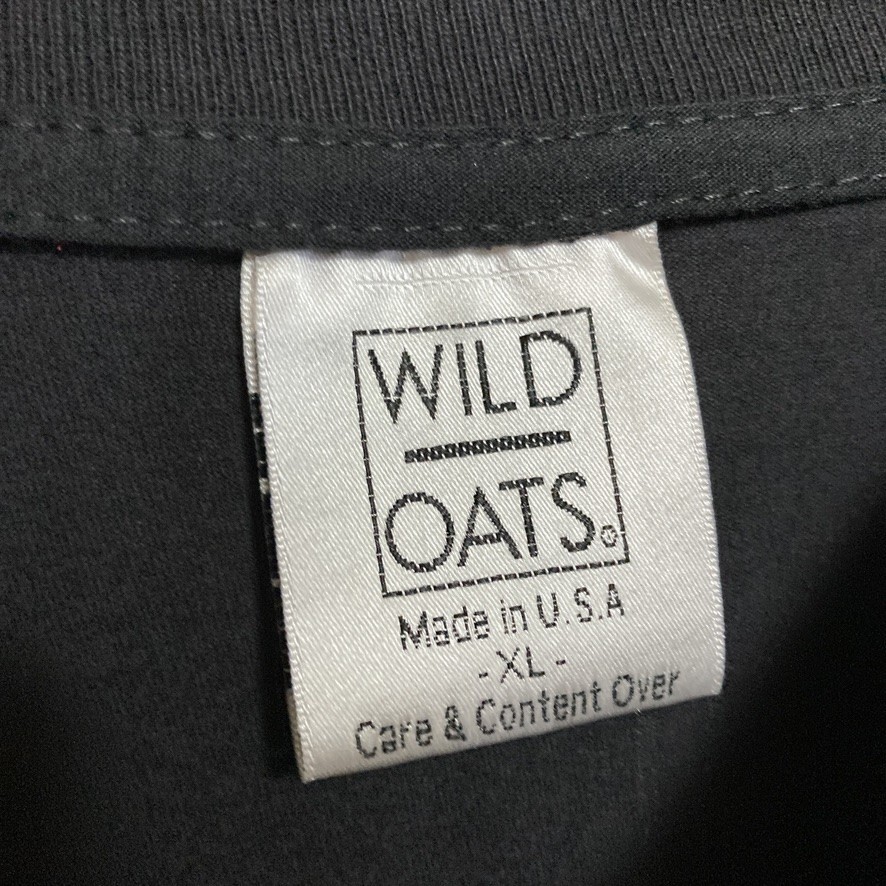 WILD
OATS®
Made in U.S.A
- XL -
Care & Content Over